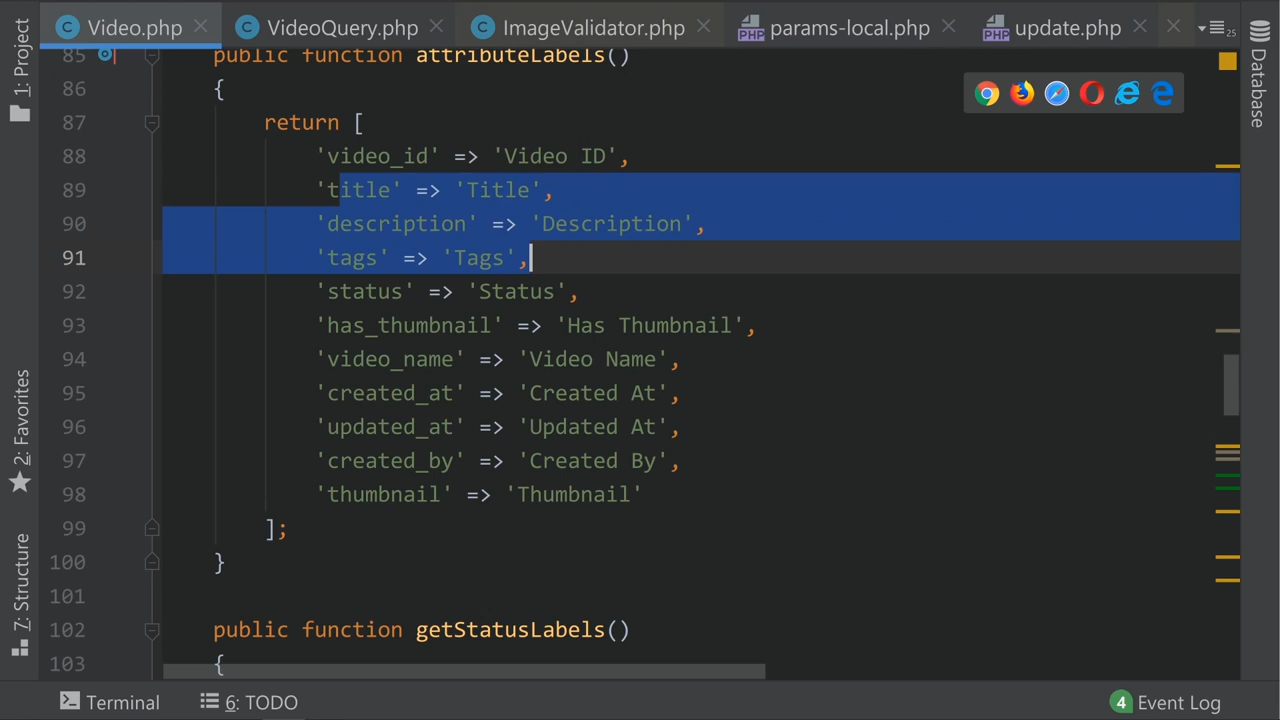 Video.php
VideoQuery.php
ImageValidator.php
PHP params-local.php
PHP update.php
25
1: Project
2: Favorites
7: Structure
Database
85 public function attributeLabels()
86 {
87 return [
88 'video_id' => 'Video ID',
89 'title' => 'Title',
90 'description' => 'Description',
91 'tags' => 'Tags',
92 'status' => 'Status',
93 'has_thumbnail' => 'Has Thumbnail',
94 'video_name' => 'Video Name',
95 'created_at' => 'Created At',
96 'updated_at' => 'Updated At',
97 'created_by' => 'Created By',
98 'thumbnail' => 'Thumbnail'
99 ];
100 }
101
102 public function getStatusLabels()
103 {
Terminal
6: TODO
4 Event Log